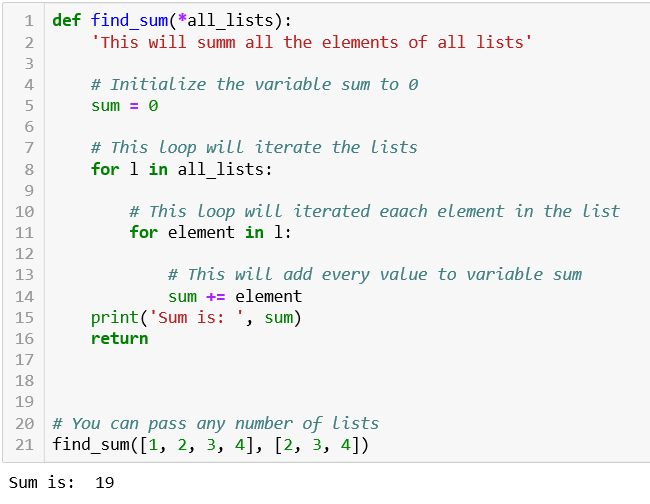 1 def find_sum(*all_lists):
2     'This will summ all the elements of all lists'
3
4     # Initialize the variable sum to 0
5     sum = 0
6
7     # This loop will iterate the lists
8     for l in all_lists:
9
10         # This loop will iterated eaach element in the list
11         for element in l:
12
13             # This will add every value to variable sum
14             sum += element
15     print('Sum is: ', sum)
16     return
17
18
19
20 # You can pass any number of lists
21 find_sum([1, 2, 3, 4], [2, 3, 4])
Sum is:  19